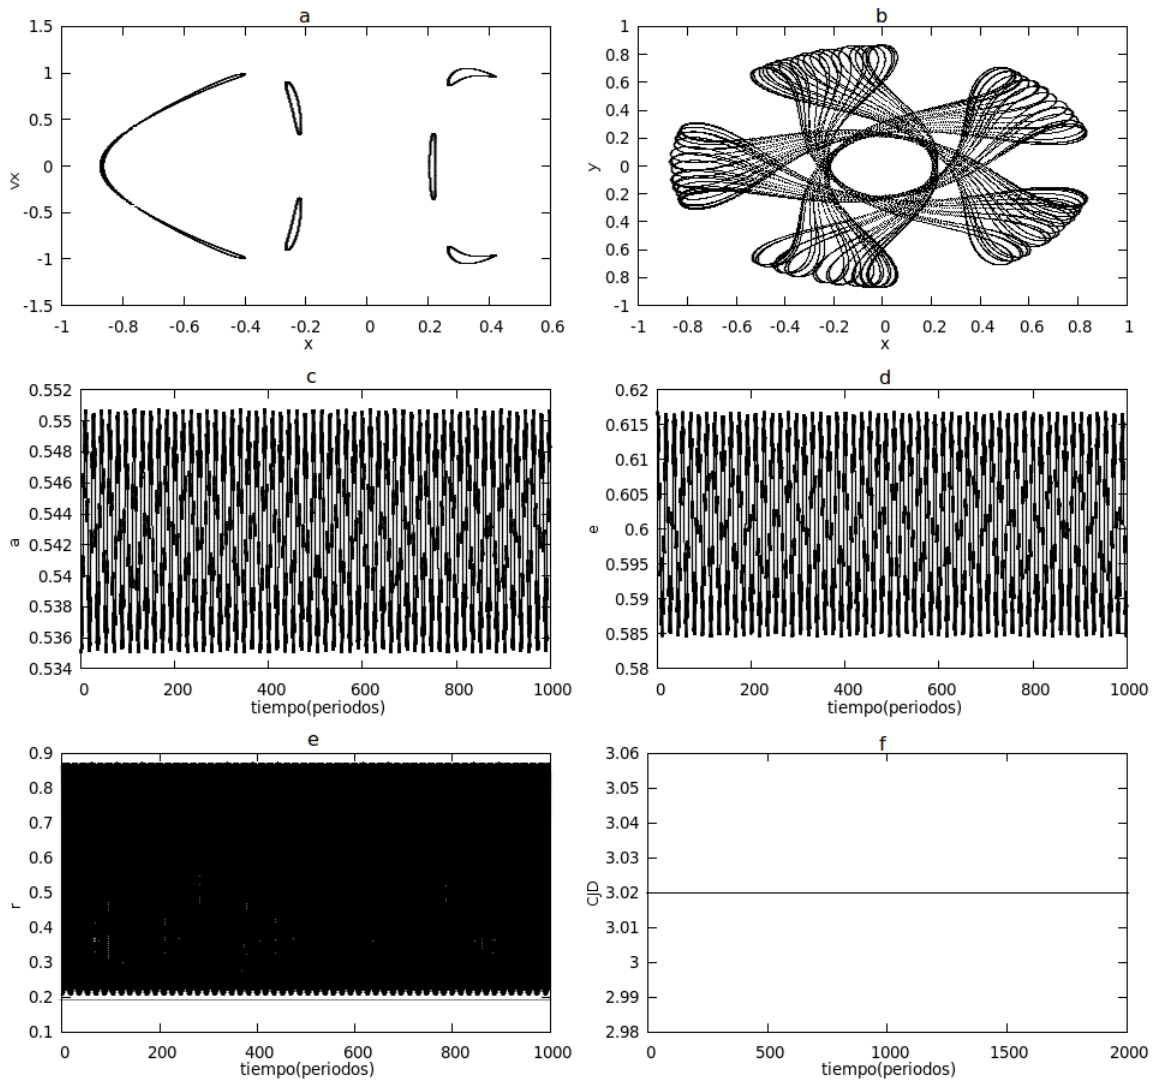 a
1.5
1
0.5
0
-0.5
-1
-1.5
vx
-1 -0.8 -0.6 -0.4 -0.2 0 0.2 0.4 0.6
x
b
1
0.8
0.6
0.4
0.2
0
0.2
0.4
0.6
0.8
-1
y
-1 -0.8 -0.6 -0.4 -0.2 0 0.2 0.4 0.6 0.8 1
x
c
0.552
0.55
0.548
0.546
0.544
0.542
0.54
0.538
0.536
0.534
a
0 200 400 600 800 1000
tiempo(periodos)
d
0.62
0.615
0.61
0.605
0.6
0.595
0.59
0.585
0.58
e
0 200 400 600 800 1000
tiempo(periodos)
e
0.9
0.8
0.7
0.6
0.5
0.4
0.3
0.2
0.1
r
0 200 400 600 800 1000
tiempo(periodos)
f
3.06
3.05
3.04
3.03
3.02
3.01
3
2.99
2.98
CJD
0 500 1000 1500 2000
tiempo(periodos)